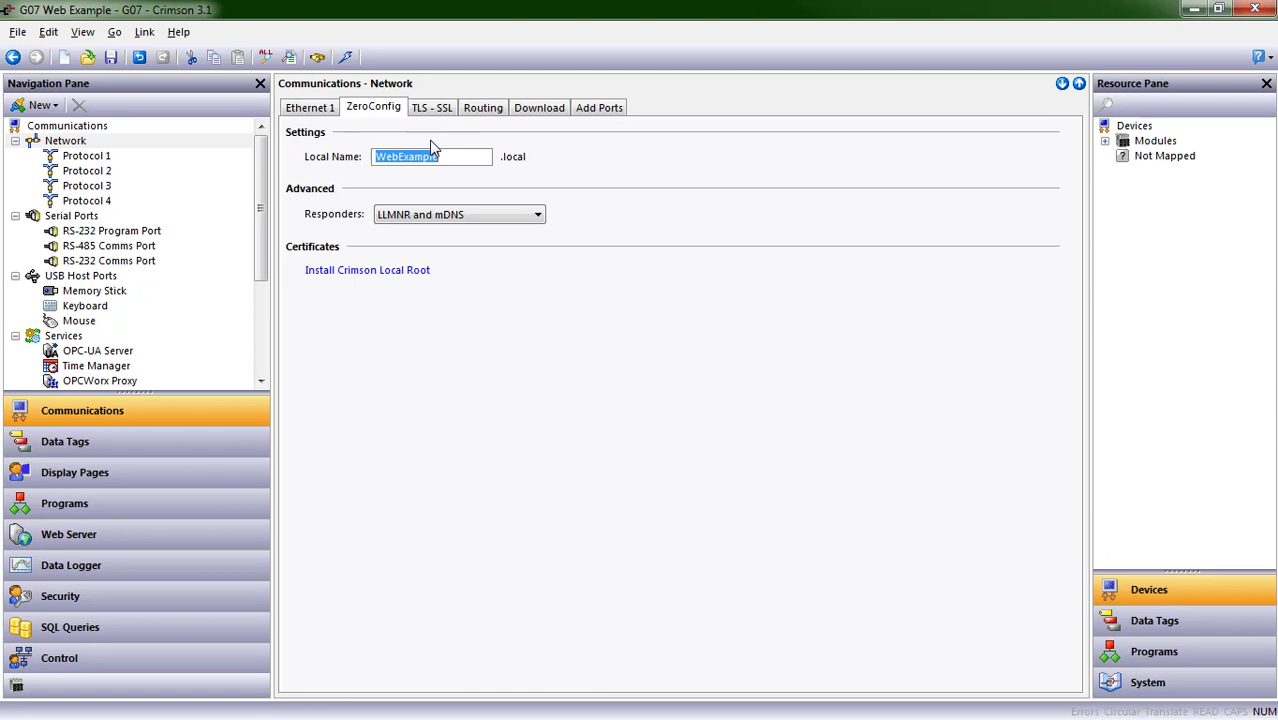 G07 Web Example - G07 - Crimson 3.1
File Edit View Go Link Help
ALL
Navigation Pane
New
Communications
Network
Protocol 1
Protocol 2
Protocol 3
Protocol 4
Serial Ports
RS-232 Program Port
RS-485 Comms Port
RS-232 Comms Port
USB Host Ports
Memory Stick
Keyboard
Mouse
Services
OPC-UA Server
Time Manager
OPCWorx Proxy
Communications
Data Tags
Display Pages
Programs
Web Server
Data Logger
Security
SQL Queries
Control
Communications - Network
Ethernet 1 ZeroConfig TLS - SSL Routing Download Add Ports
Settings
Local Name: WebExample .local
Advanced
Responders: LLMNR and mDNS
Certificates
Install Crimson Local Root
Resource Pane
Devices
Modules
Not Mapped
Devices
Data Tags
Programs
System
Errors Circular Translate READ CAPS NUM